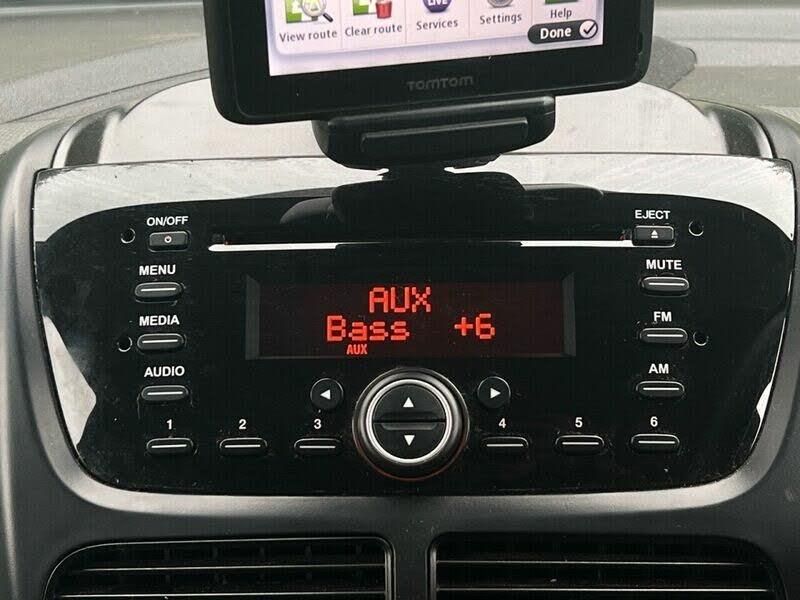 View route Clear route Services Settings Help
LIVE
Done
TOMTOM
ON/OFF
EJECT
MENU
MUTE
MEDIA
FM
AUDIO
AM
AUX
Bass +6
AUX
1 2 3 4 5 6